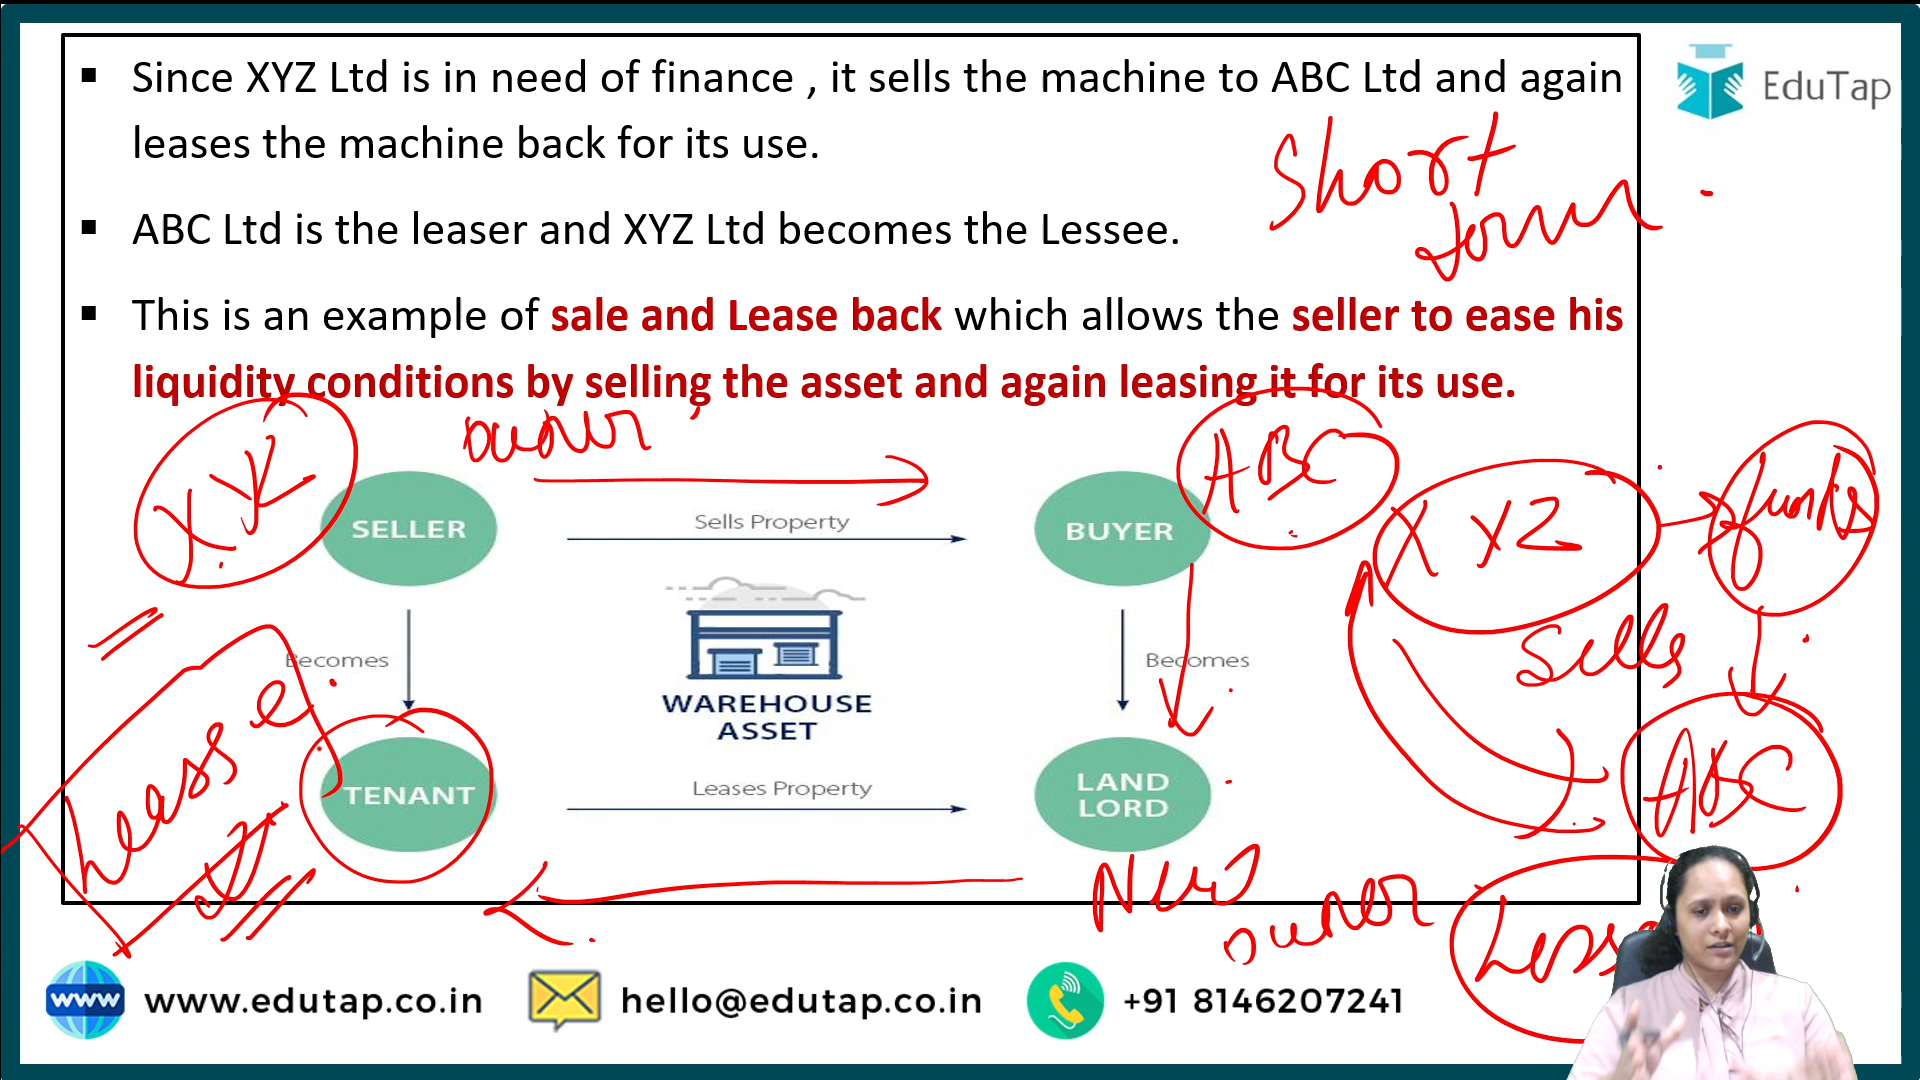 ▪ Since XYZ Ltd is in need of finance , it sells the machine to ABC Ltd and again
leases the machine back for its use.
▪ ABC Ltd is the leaser and XYZ Ltd becomes the Lessee.
▪ This is an example of sale and Lease back which allows the seller to ease his
liquidity conditions by selling the asset and again leasing it for its use.
EduTap
Short
term
owner
ABC
SELLER
Sells Property
BUYER
XYZ
funds
Sells
Becomes
Becomes
WAREHOUSE
ASSET
Lessee
TENANT
Leases Property
LAND
LORD
ABC
New
owner
www
www.edutap.co.in
hello@edutap.co.in
+91 8146207241